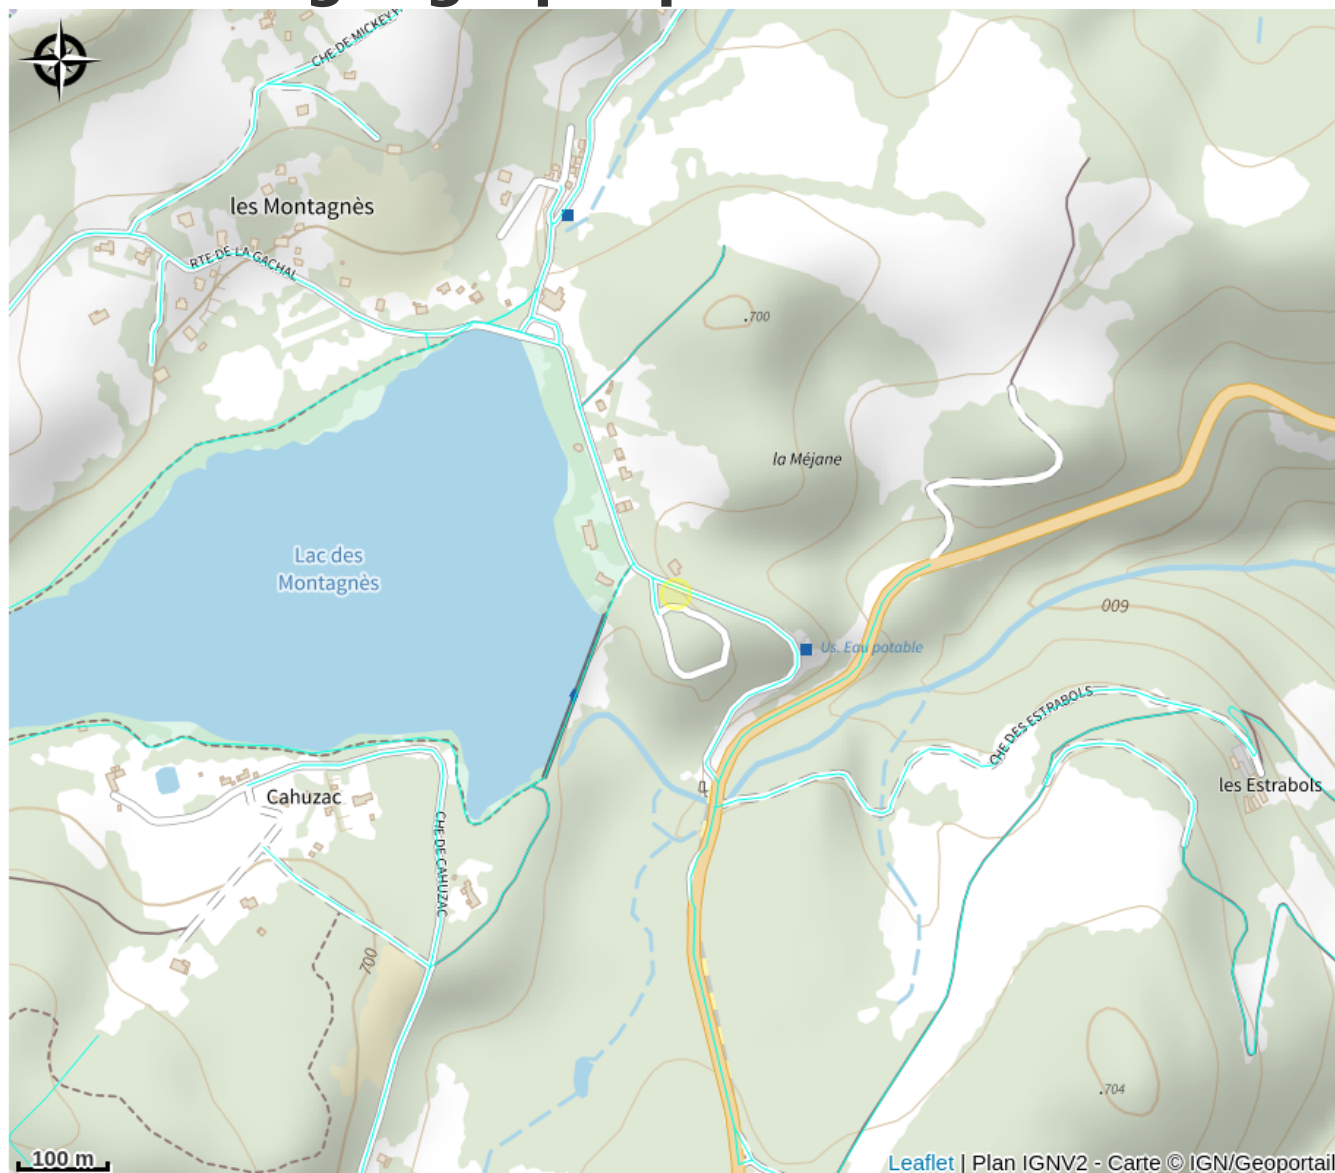 CHE DE MICKEY
les Montagnès
RTE DE LA GACHAL
700
la Méjane
Lac des
Montagnès
009
Us. Eau potable
CHE DES ESTRABOLS
les Estrabols
Cahuzac
CHE DE CAHUZAC
700
704
100 m
Leaflet | Plan IGNV2 - Carte © IGN/Geoportail